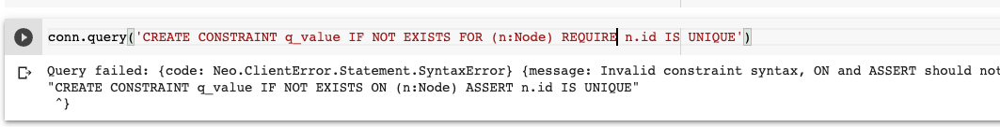 conn.query('CREATE CONSTRAINT q_value IF NOT EXISTS FOR (n:Node) REQUIRE n.id IS UNIQUE')
Query failed: {code: Neo.ClientError.Statement.SyntaxError} {message: Invalid constraint syntax, ON and ASSERT should not
"CREATE CONSTRAINT q_value IF NOT EXISTS ON (n:Node) ASSERT n.id IS UNIQUE"
^}